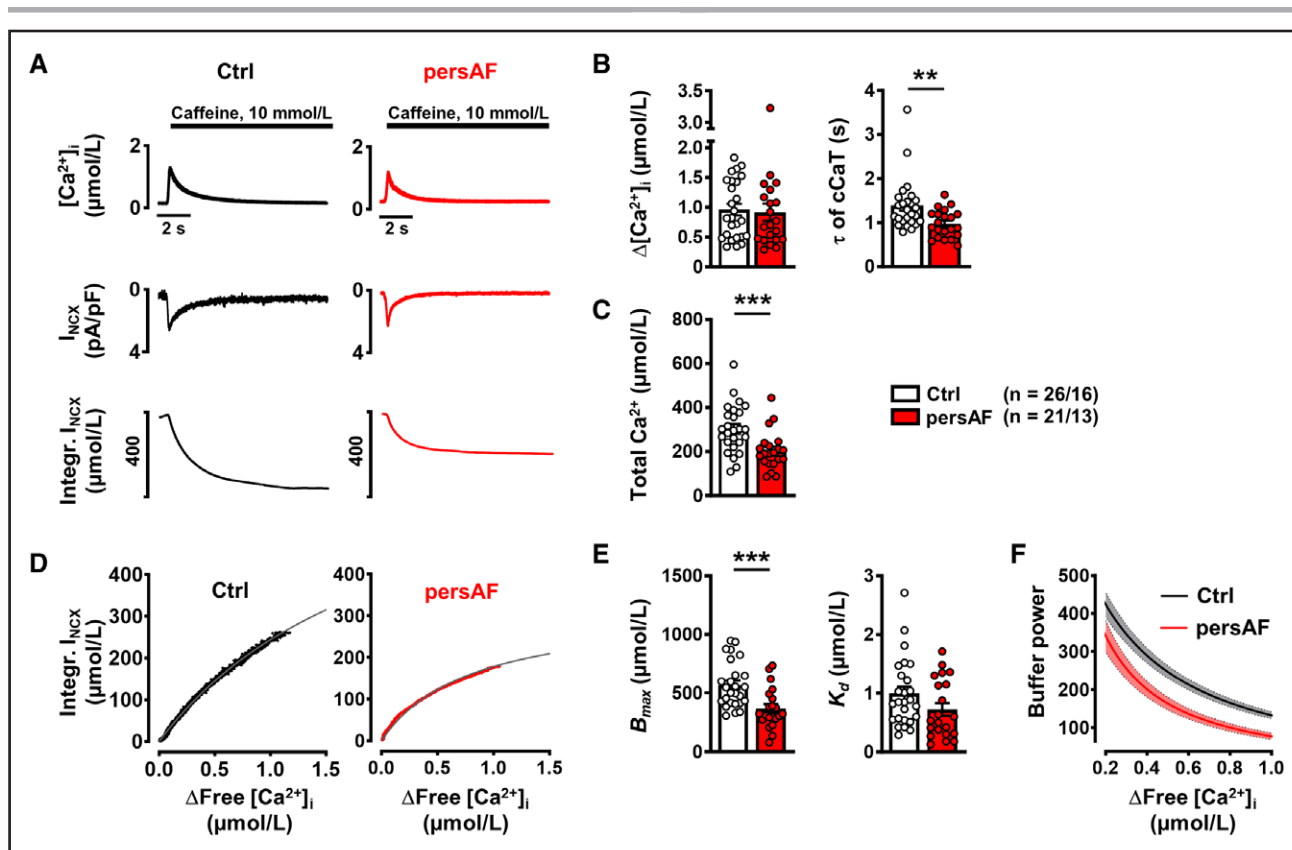 A
Ctrl
persAF
Caffeine, 10 mmol/L
Caffeine, 10 mmol/L
[Ca²⁺]ᵢ
(μmol/L)
2
0
2 s
2
0
2 s
I_NCX
(pA/pF)
0
4
0
4
Integr. I_NCX
(μmol/L)
400
400
B
Δ[Ca²⁺]ᵢ (μmol/L)
3.5
3.0
2.0
1.5
1.0
0.5
0
τ of cCaT (s)
4
3
2
1
0
**
C
Total Ca²⁺ (μmol/L)
800
600
400
200
0
***
Ctrl (n = 26/16)
persAF (n = 21/13)
D
Integr. I_NCX
(μmol/L)
400
300
200
100
0
Ctrl
0.0 0.5 1.0 1.5
ΔFree [Ca²⁺]ᵢ
(μmol/L)
400
300
200
100
0
persAF
0.0 0.5 1.0 1.5
ΔFree [Ca²⁺]ᵢ
(μmol/L)
E
B_max (μmol/L)
1500
1000
500
0
***
K_d (μmol/L)
3
2
1
0
F
Buffer power
500
400
300
200
100
Ctrl
persAF
0.2 0.4 0.6 0.8 1.0
ΔFree [Ca²⁺]ᵢ
(μmol/L)